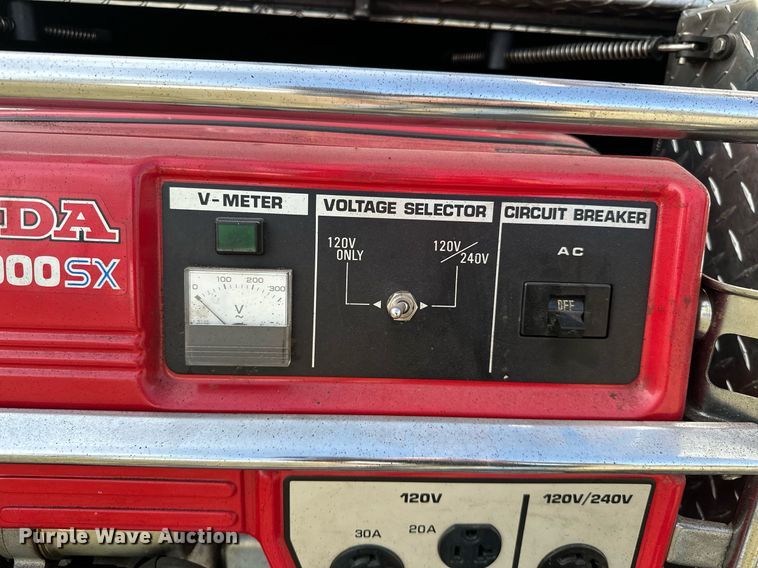 V-METER
VOLTAGE SELECTOR
CIRCUIT BREAKER
NDA
000SX
0 100 200 300
V
120V
ONLY
120V/240V
AC
OFF
120V
120V/240V
30A
20A
Purple Wave Auction